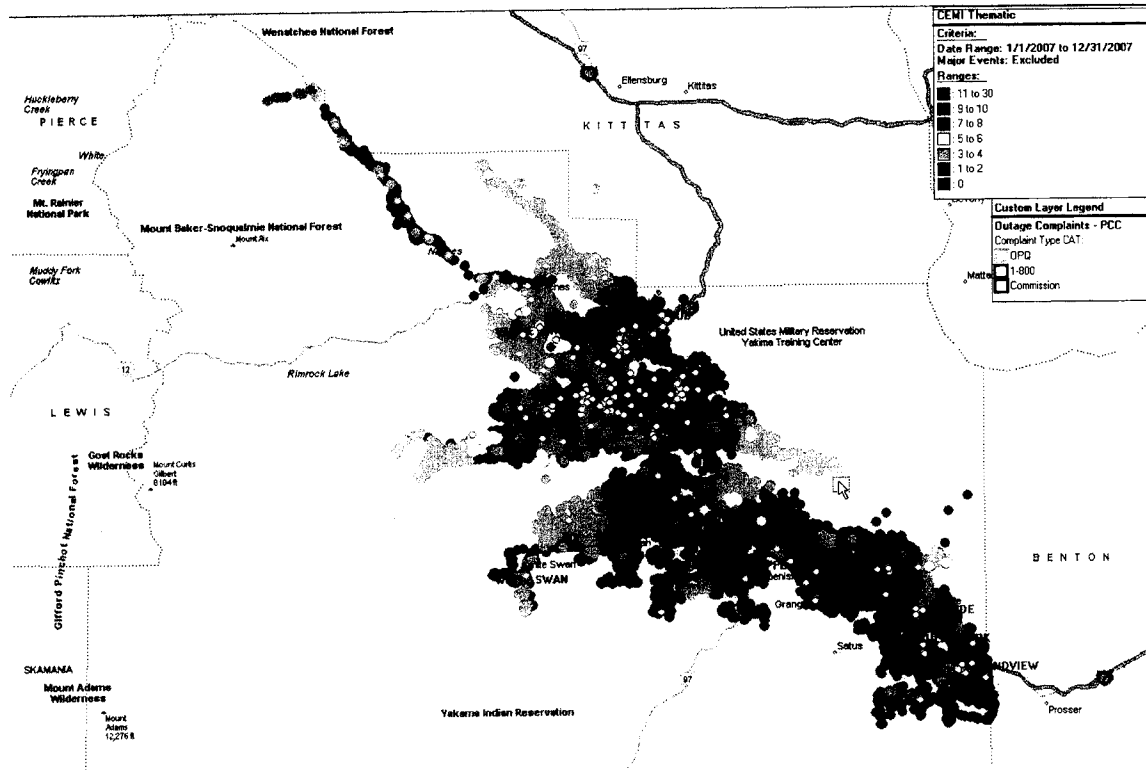 Wenatchee National Forest
97
Ellensburg
Kittitas
KITTITAS
Huckleberry
Creek
PIERCE
White
Fryingpan
Creek
Mt. Rainier
National Park
Mount Baker-Snoqualmie National Forest
Mount Aix
Muddy Fork
Cowlitz
United States Military Reservation
Yakima Training Center
Rimrock Lake
12
LEWIS
Goat Rocks
Wilderness
Mount Curtis
Gilbert
8184 ft
Gifford Pinchot National Forest
BENTON
SWAN
Satus
NDVIEW
97
Prosser
SKAMANIA
Mount Adams
Wilderness
Mount
Adams
12,276 ft
Yakama Indian Reservation
CEMI Thematic
Criteria:
Date Range: 1/1/2007 to 12/31/2007
Major Events: Excluded
Ranges:
: 11 to 30
: 9 to 10
: 7 to 8
: 5 to 6
: 3 to 4
: 1 to 2
: 0
Custom Layer Legend
Outage Complaints - PCC
Complaint Type CAT:
OPQ
1-800
Commission